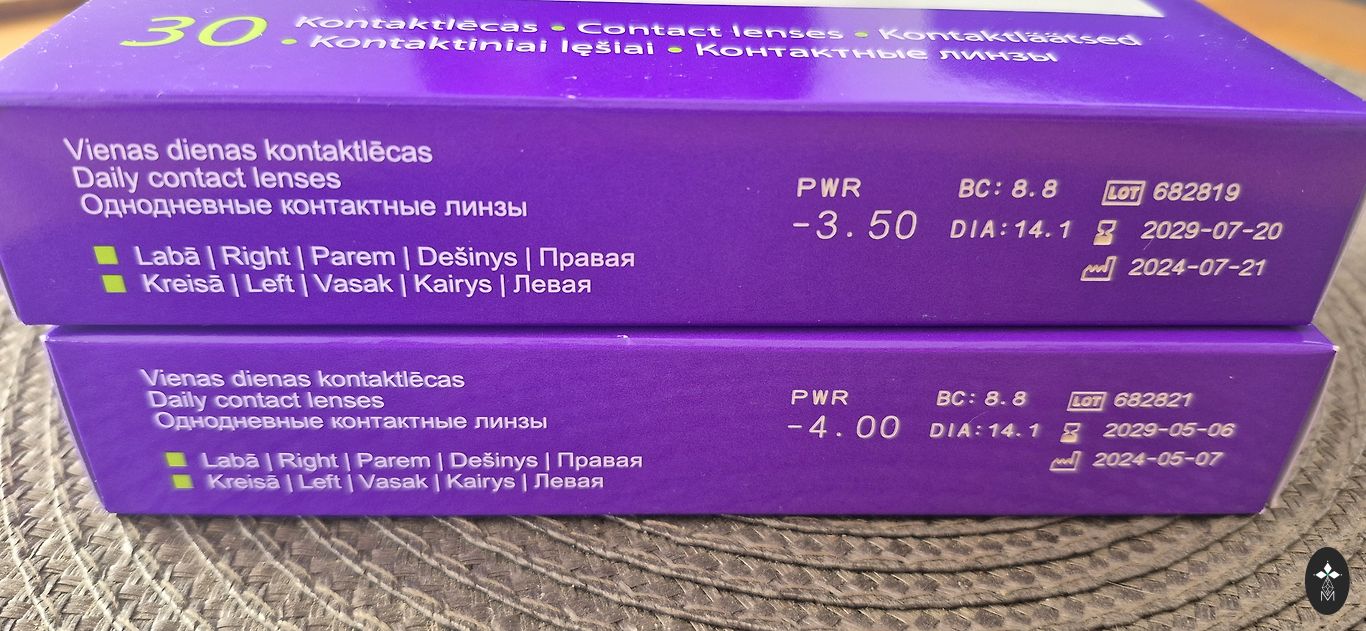 30 Kontaktlēcas • Contact lenses • Kontaktläätsed
• Kontaktiniai lęšiai • Контактные линзы
Vienas dienas kontaktlēcas
Daily contact lenses
Однодневные контактные линзы
Labā | Right | Parem | Dešinys | Правая
Kreisā | Left | Vasak | Kairys | Левая
PWR
-3.50
BC: 8.8
DIA:14.1
LOT 682819
2029-07-20
2024-07-21
Vienas dienas kontaktlēcas
Daily contact lenses
Однодневные контактные линзы
Labā | Right | Parem | Dešinys | Правая
Kreisā | Left | Vasak | Kairys | Левая
PWR
-4.00
BC: 8.8
DIA:14.1
LOT 682821
2029-05-06
2024-05-07
M